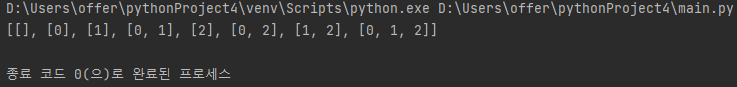 D:\Users\offer\pythonProject4\venv\Scripts\python.exe D:\Users\offer\pythonProject4\main.py
[[], [0], [1], [0, 1], [2], [0, 2], [1, 2], [0, 1, 2]]
종료 코드 0(으)로 완료된 프로세스